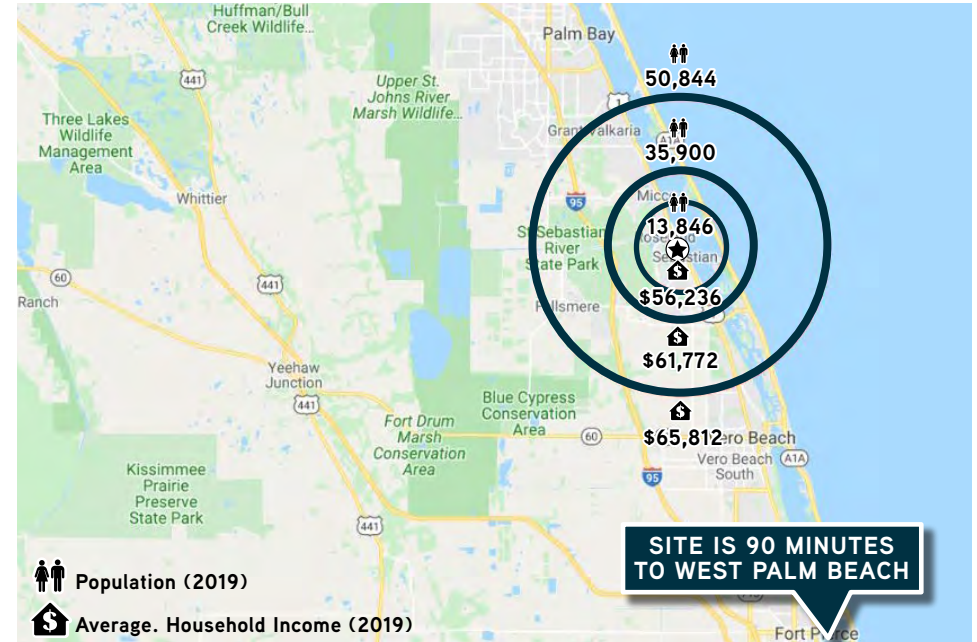 Huffman/Bull
Creek Wildlife...
Palm Bay
50,844
441
Upper St.
Johns River
Marsh Wildlife...
1
Three Lakes
Wildlife
Management
Area
Grant-Valkaria
A1A
35,900
Whittier
95
Micco
13,846
St Sebastian
River
State Park
Sebastian
60
441
Ranch
$56,236
Fellsmere
$61,772
Yeehaw
Junction
441
Blue Cypress
Conservation
Area
Fort Drum
Marsh
Conservation
Area
60
$65,812
Vero Beach
Vero Beach
South
A1A
95
Kissimmee
Prairie
Preserve
State Park
441
SITE IS 90 MINUTES
TO WEST PALM BEACH
Population (2019)
Average. Household Income (2019)
Fort Pierce